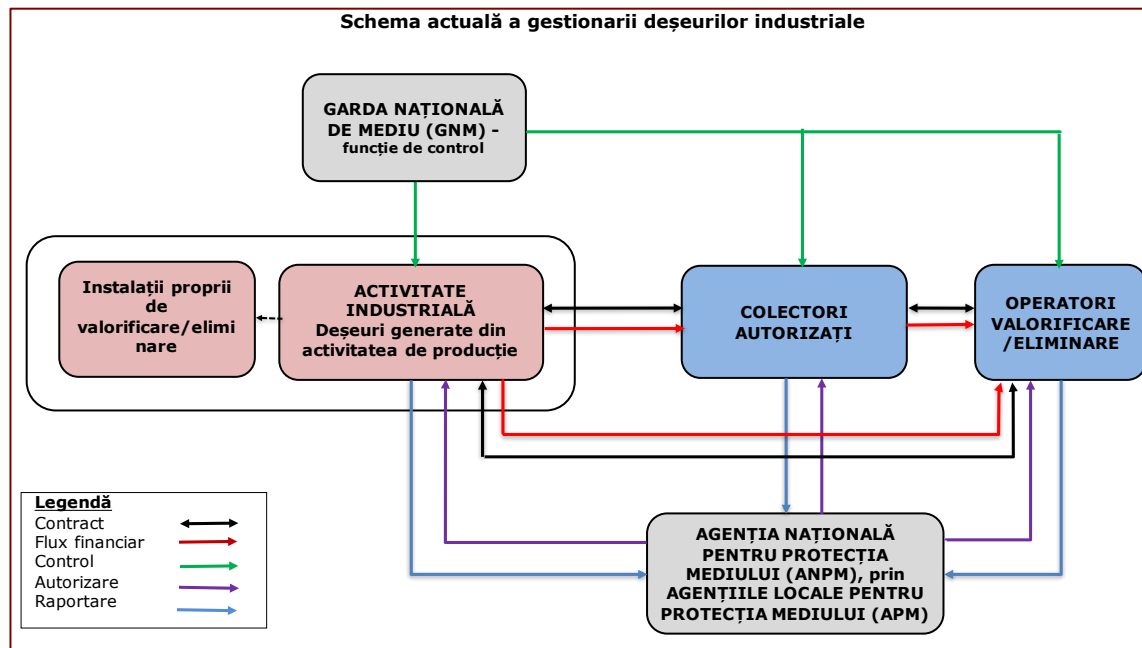 Schema actuală a gestionarii deșeurilor industriale
GARDA NAȚIONALĂ
DE MEDIU (GNM) -
funcție de control
Instalații proprii
de
valorificare/elimi
nare
ACTIVITATE
INDUSTRIALĂ
Deșeuri generate din
activitatea de producție
COLECTORI
AUTORIZAȚI
OPERATORI
VALORIFICARE
/ELIMINARE
Legendă
Contract
Flux financiar
Control
Autorizare
Raportare
AGENȚIA NAȚIONALĂ
PENTRU PROTECȚIA
MEDIULUI (ANPM), prin
AGENȚIILE LOCALE PENTRU
PROTECȚIA MEDIULUI (APM)